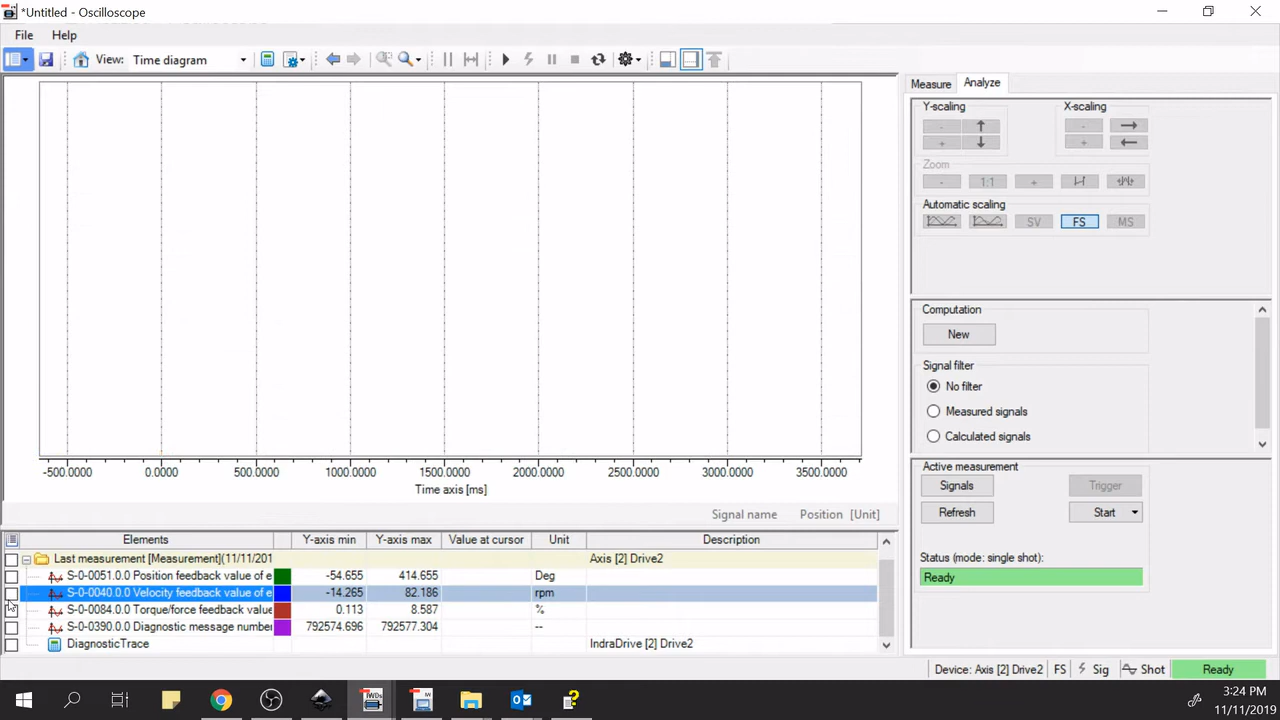 *Untitled - Oscilloscope
File Help
View: Time diagram
Measure Analyze
Y-scaling X-scaling
- -
+ +
Zoom
- 1:1 +
Automatic scaling
SV FS MS
Computation
New
Signal filter
No filter
Measured signals
Calculated signals
-500.0000 0.0000 500.0000 1000.0000 1500.0000 2000.0000 2500.0000 3000.0000 3500.0000
Time axis [ms]
Signal name Position [Unit]
Active measurement
Signals Trigger
Refresh Start
Status (mode: single shot):
Ready
Elements Y-axis min Y-axis max Value at cursor Unit Description
Last measurement [Measurement](11/11/201 Axis [2] Drive2
S-0-0051.0.0 Position feedback value of e -54.655 414.655 Deg
S-0-0040.0.0 Velocity feedback value of e -14.265 82.186 rpm
S-0-0084.0.0 Torque/force feedback value 0.113 8.587 %
S-0-0390.0.0 Diagnostic message number 792574.696 792577.304 --
DiagnosticTrace IndraDrive [2] Drive2
Device: Axis [2] Drive2 FS Sig Shot Ready
IWDs IW
3:24 PM
11/11/2019